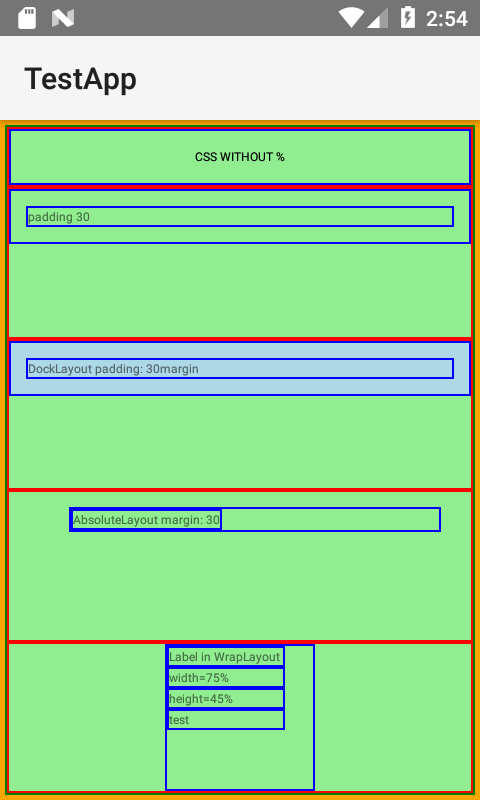 2:54
TestApp
CSS WITHOUT %
padding 30
DockLayout padding: 30margin
AbsoluteLayout margin: 30
Label in WrapLayout
width=75%
height=45%
test